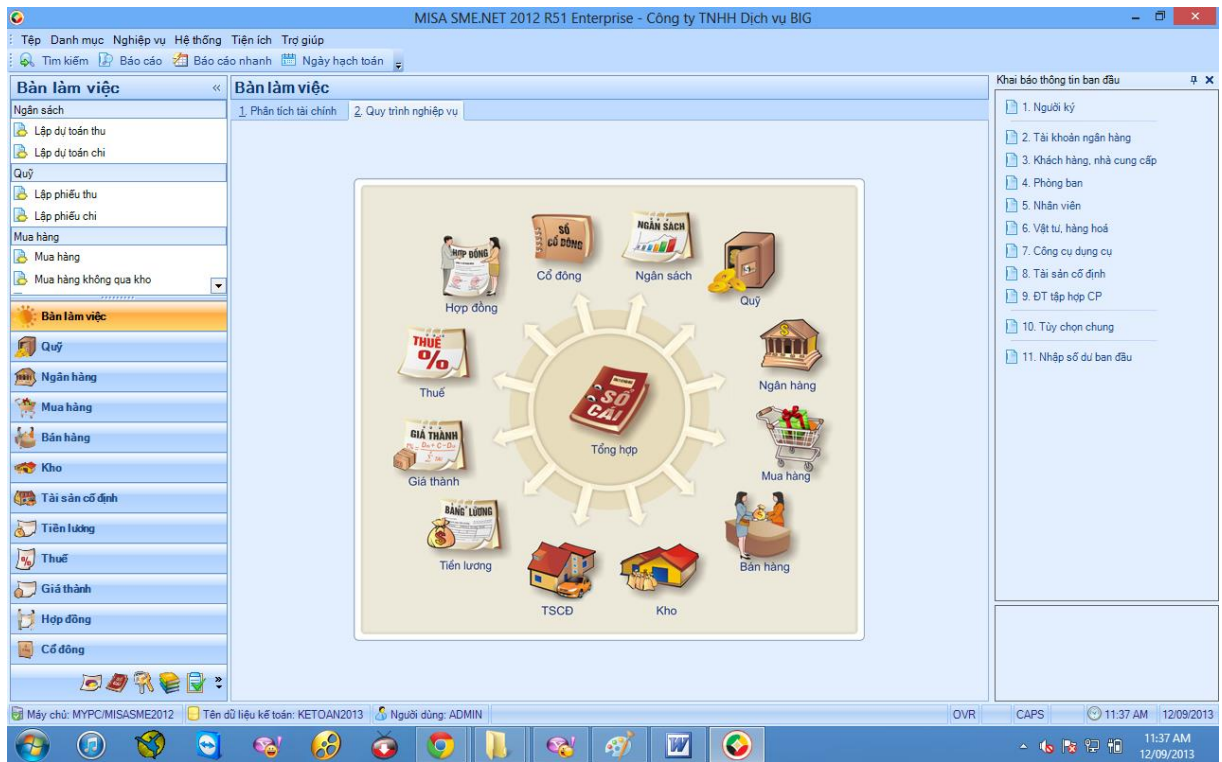 MISA SME.NET 2012 R51 Enterprise - Công ty TNHH Dịch vụ BIG
Tệp Danh mục Nghiệp vụ Hệ thống Tiện ích Trợ giúp
Tìm kiếm Báo cáo Báo cáo nhanh Ngày hạch toán
Bàn làm việc
Ngân sách
Lập dự toán thu
Lập dự toán chi
Quỹ
Lập phiếu thu
Lập phiếu chi
Mua hàng
Mua hàng
Mua hàng không qua kho
Bàn làm việc
Quỹ
Ngân hàng
Mua hàng
Bán hàng
Kho
Tài sản cố định
Tiền lương
Thuế
Giá thành
Hợp đồng
Cổ đông
Bàn làm việc
1. Phân tích tài chính 2. Quy trình nghiệp vụ
SỔ
CỔ ĐÔNG
Cổ đông
NGÂN SÁCH
Ngân sách
HỢP ĐỒNG
Hợp đồng
Quỹ
THUẾ
%
Thuế
Ngân hàng
SỔ
CÁI
Tổng hợp
GIÁ THÀNH
Giá thành
Mua hàng
BẢNG LƯƠNG
Tiền lương
Bán hàng
TSCĐ
Kho
Khai báo thông tin ban đầu
1. Người ký
2. Tài khoản ngân hàng
3. Khách hàng, nhà cung cấp
4. Phòng ban
5. Nhân viên
6. Vật tư, hàng hoá
7. Công cụ dụng cụ
8. Tài sản cố định
9. ĐT tập hợp CP
10. Tùy chọn chung
11. Nhập số dư ban đầu
Máy chủ: MYPC/MISASME2012 Tên dữ liệu kế toán: KETOAN2013 Người dùng: ADMIN OVR CAPS 11:37 AM 12/09/2013
11:37 AM
12/09/2013